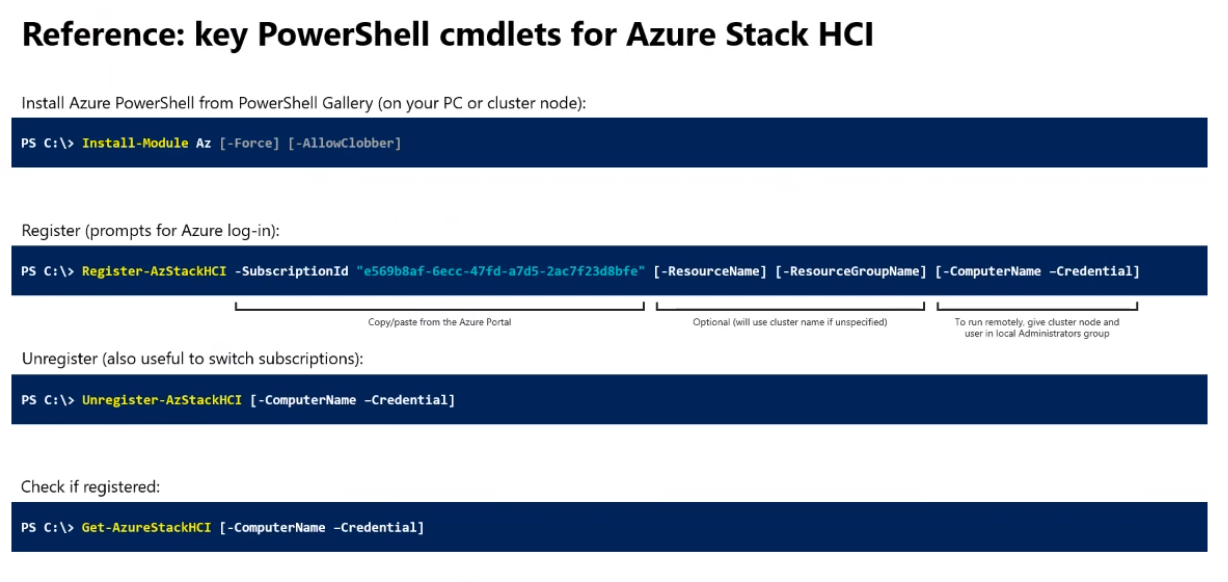 Reference: key PowerShell cmdlets for Azure Stack HCI
Install Azure PowerShell from PowerShell Gallery (on your PC or cluster node):
PS C:\> Install-Module Az [-Force] [-AllowClobber]
Register (prompts for Azure log-in):
PS C:\> Register-AzStackHCI -SubscriptionId "e569b8af-6ecc-47fd-a7d5-2ac7f23d8bfe" [-ResourceName] [-ResourceGroupName] [-ComputerName –Credential]
Copy/paste from the Azure Portal
Optional (will use cluster name if unspecified)
To run remotely, give cluster node and
user in local Administrators group
Unregister (also useful to switch subscriptions):
PS C:\> Unregister-AzStackHCI [-ComputerName –Credential]
Check if registered:
PS C:\> Get-AzureStackHCI [-ComputerName –Credential]